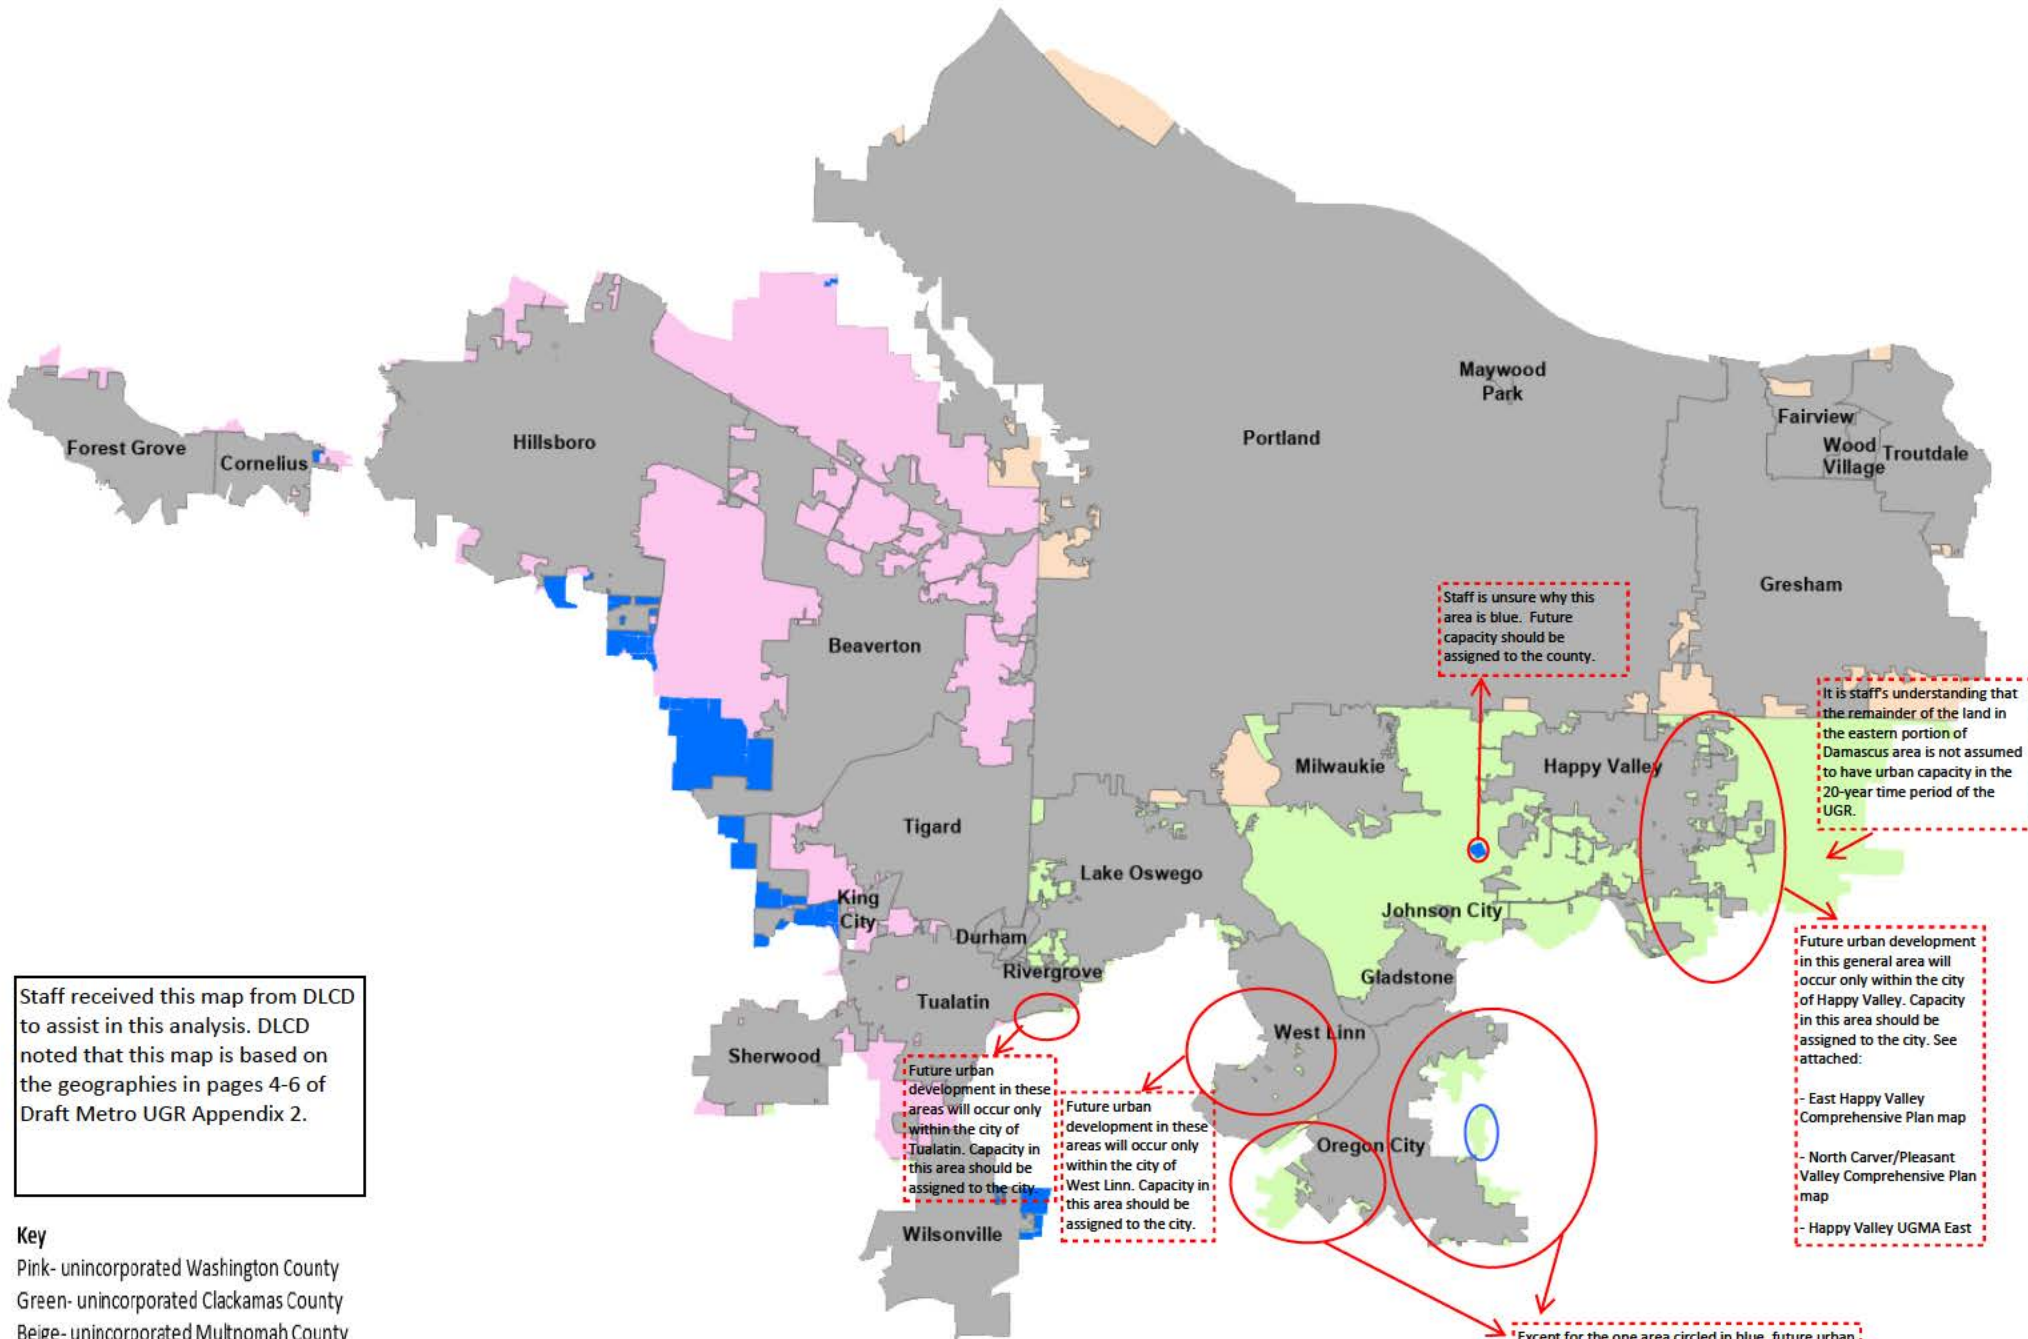 Maywood
Park
Fairview
Wood
Village
Troutdale
Portland
Forest Grove
Cornelius
Hillsboro
Gresham
Beaverton
Staff is unsure why this
area is blue. Future
capacity should be
assigned to the county.
It is staff's understanding that
the remainder of the land in
the eastern portion of
Damascus area is not assumed
to have urban capacity in the
20-year time period of the
UGR.
Milwaukie
Happy Valley
Tigard
Lake Oswego
King
City
Johnson City
Durham
Rivergrove
Gladstone
Tualatin
West Linn
Sherwood
Oregon City
Wilsonville
Future urban development
in this general area will
occur only within the city
of Happy Valley. Capacity
in this area should be
assigned to the city. See
attached:
- East Happy Valley
Comprehensive Plan map
- North Carver/Pleasant
Valley Comprehensive Plan
map
- Happy Valley UGMA East
Future urban
development in these
areas will occur only
within the city of
Tualatin. Capacity in
this area should be
assigned to the city.
Future urban
development in these
areas will occur only
within the city of
West Linn. Capacity in
this area should be
assigned to the city.
Staff received this map from DLCD
to assist in this analysis. DLCD
noted that this map is based on
the geographies in pages 4-6 of
Draft Metro UGR Appendix 2.
Key
Pink- unincorporated Washington County
Green- unincorporated Clackamas County
Beige- unincorporated Multnomah County
Except for the one area circled in blue, future urban